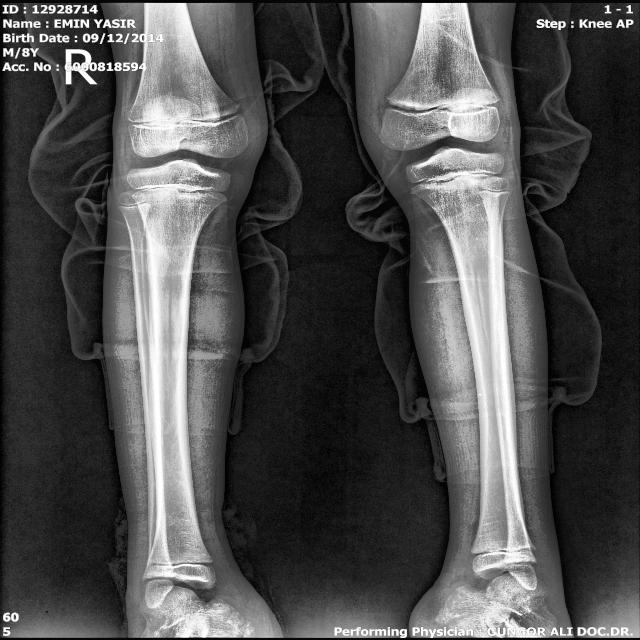 ID : 12928714
Name : EMIN YASIR
Birth Date : 09/12/2014
M/8Y
Acc. No :
R
1 - 1
Step : Knee AP
60
5
Performing Physician : GUNGOR ALI DOC.DR.